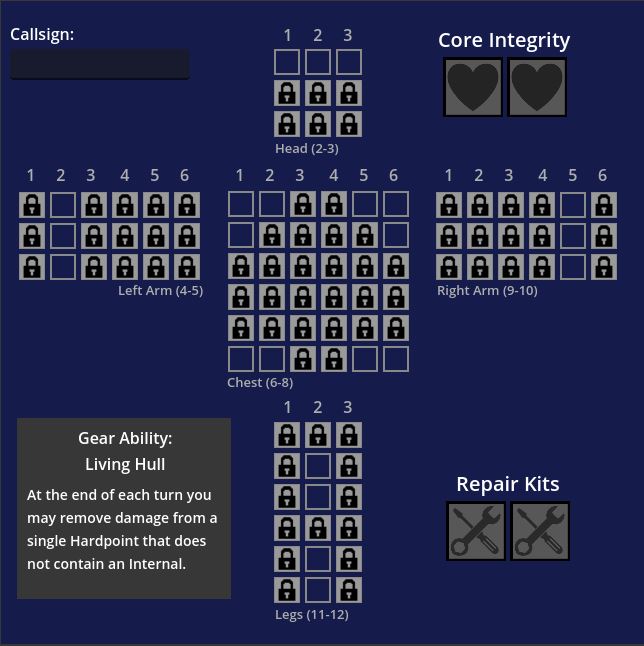 Callsign:
1 2 3
Core Integrity
Head (2-3)
1 2 3 4 5 6
1 2 3 4 5 6
1 2 3 4 5 6
Left Arm (4-5)
Right Arm (9-10)
Chest (6-8)
1 2 3
Gear Ability:
Living Hull
At the end of each turn you
may remove damage from a
single Hardpoint that does
not contain an Internal.
Repair Kits
Legs (11-12)